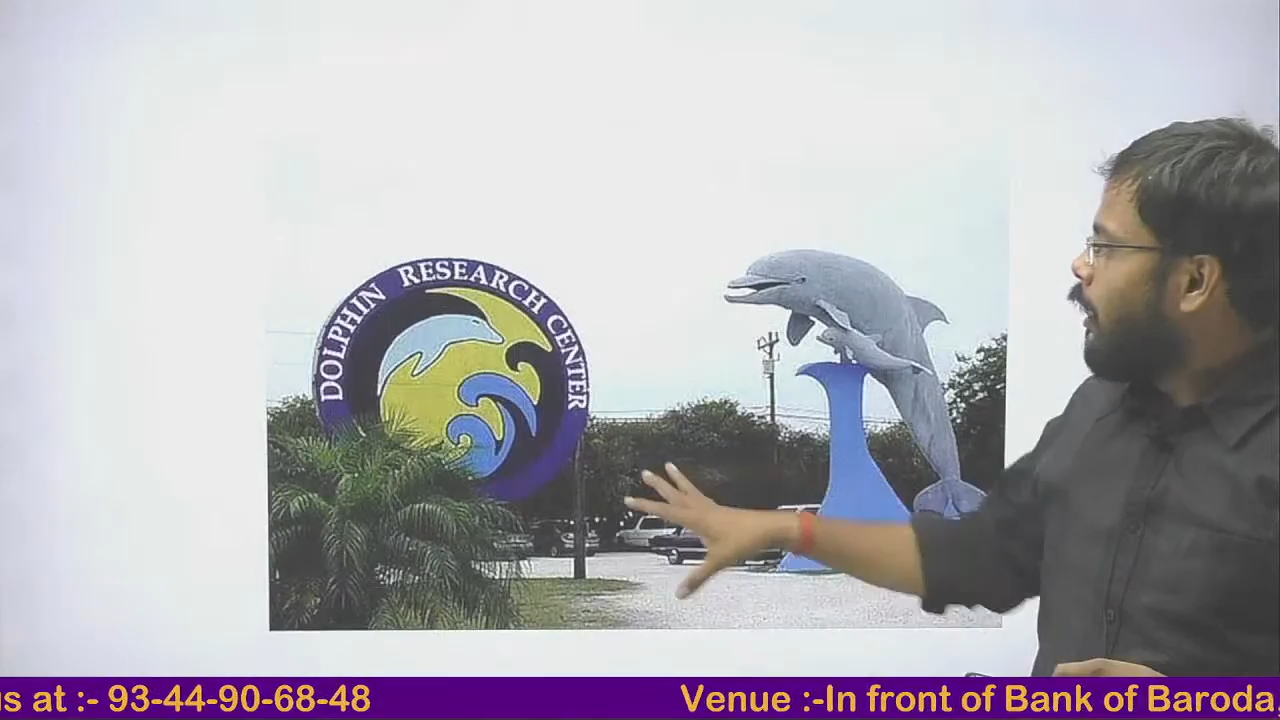 DOLPHIN RESEARCH CENTER
us at :- 93-44-90-68-48
Venue :-In front of Bank of Baroda,